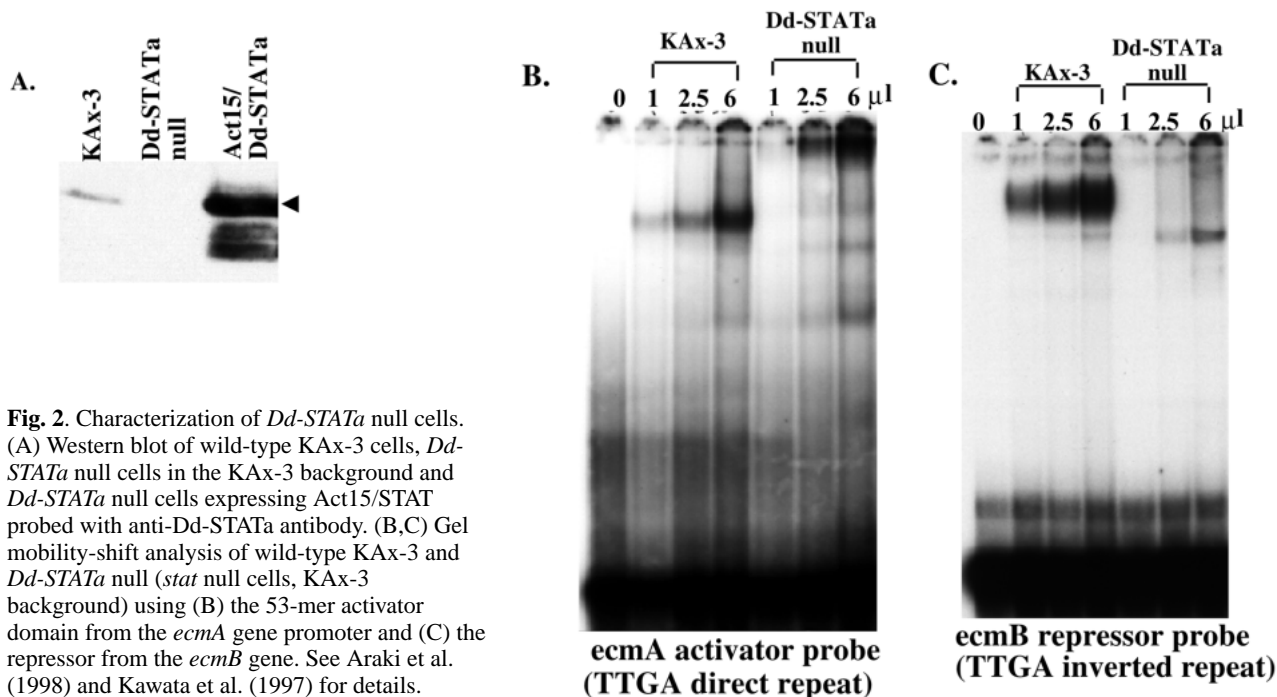 A.
KAx-3
Dd-STATa
null
Act15/
Dd-STATa
B.
KAx-3
Dd-STATa
null
0 1 2.5 6 1 2.5 6 μl
ecmA activator probe
(TTGA direct repeat)
C.
KAx-3
Dd-STATa
null
0 1 2.5 6 1 2.5 6 μl
ecmB repressor probe
(TTGA inverted repeat)
Fig. 2. Characterization of Dd-STATa null cells.
(A) Western blot of wild-type KAx-3 cells, Dd-
STATa null cells in the KAx-3 background and
Dd-STATa null cells expressing Act15/STAT
probed with anti-Dd-STATa antibody. (B,C) Gel
mobility-shift analysis of wild-type KAx-3 and
Dd-STATa null (stat null cells, KAx-3
background) using (B) the 53-mer activator
domain from the ecmA gene promoter and (C) the
repressor from the ecmB gene. See Araki et al.
(1998) and Kawata et al. (1997) for details.